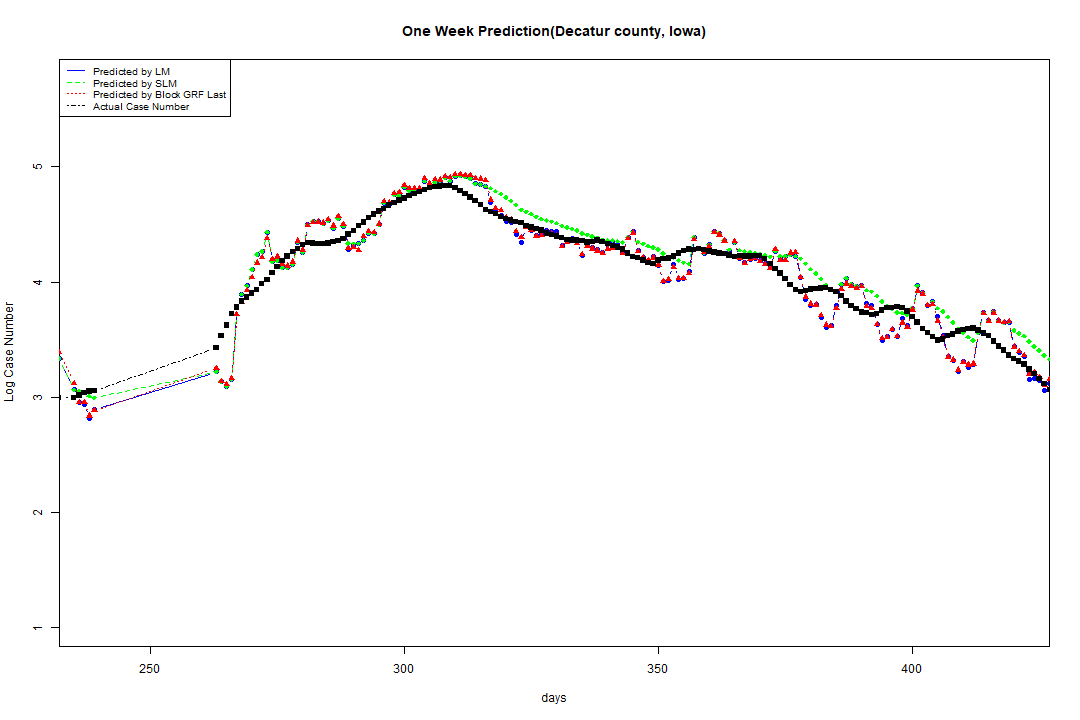 One Week Prediction(Decatur county, Iowa)
Predicted by LM
Predicted by SLM
Predicted by Block GRF Last
Actual Case Number
5
4
3
2
1
Log Case Number
250 300 350 400
days